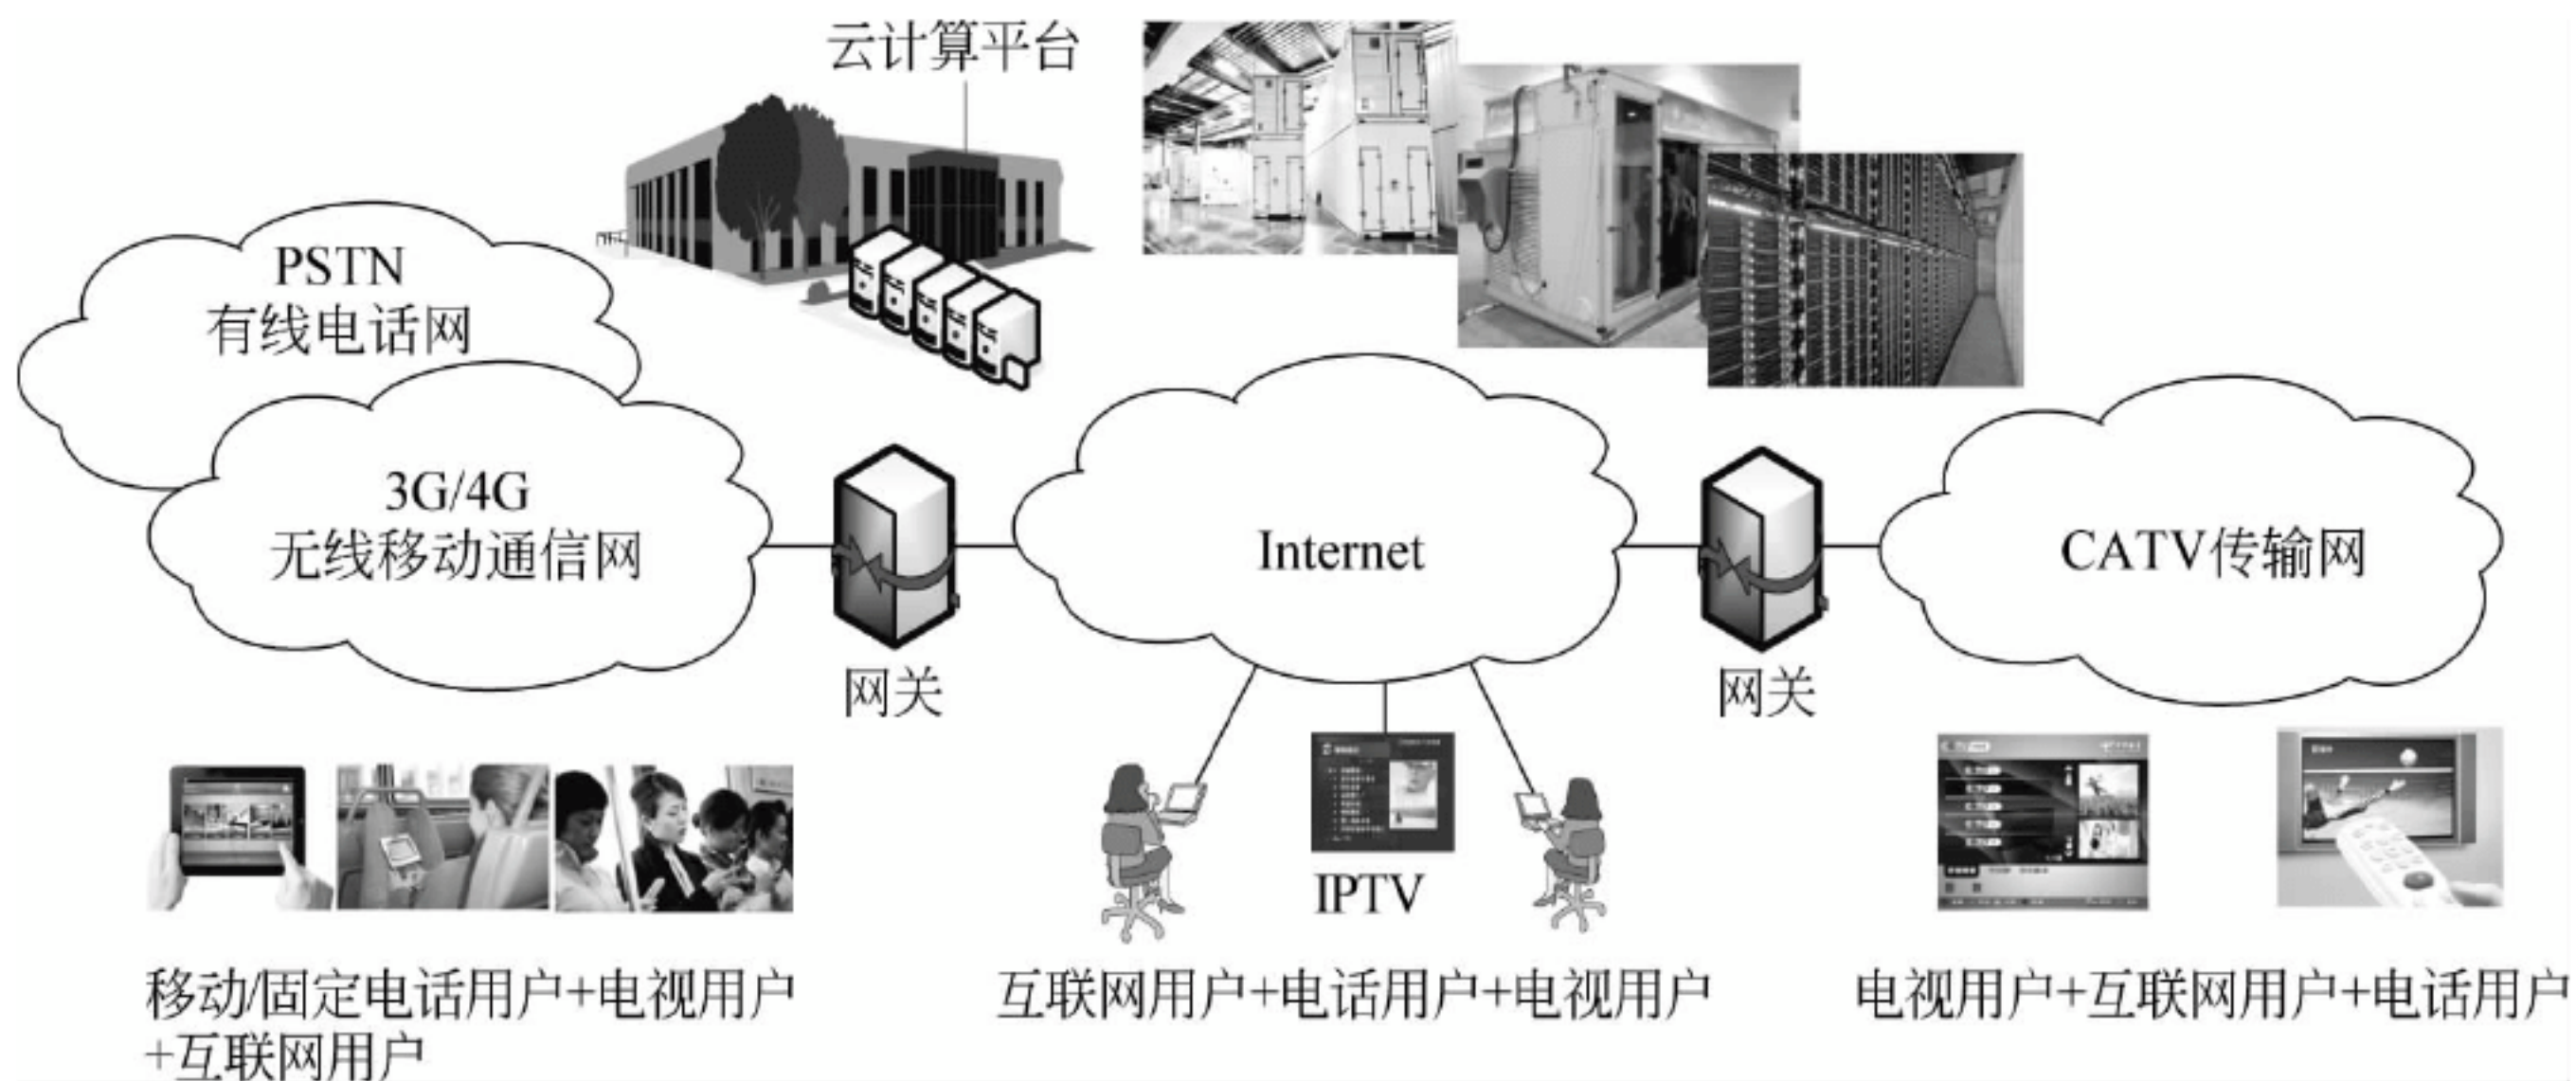 云计算平台
PSTN
有线电话网
3G/4G
无线移动通信网
网关
Internet
网关
CATV传输网
IPTV
移动/固定电话用户+电视用户
+互联网用户
互联网用户+电话用户+电视用户
电视用户+互联网用户+电话用户